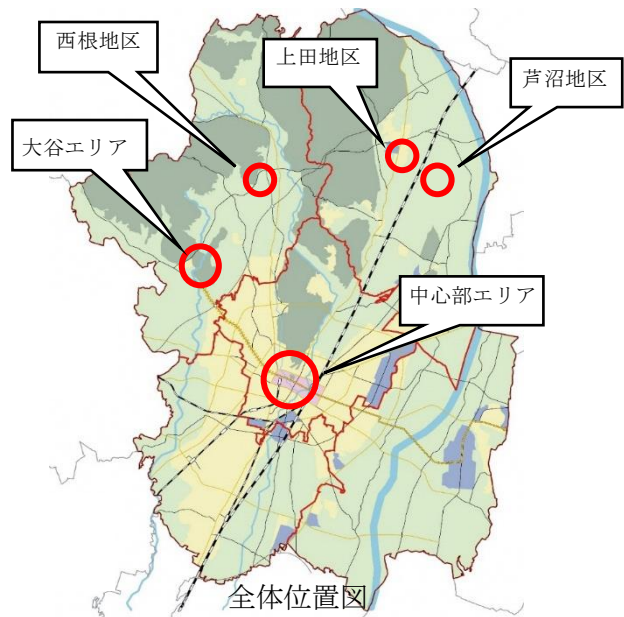 西根地区
上田地区
芦沼地区
大谷エリア
中心部エリア
全体位置図